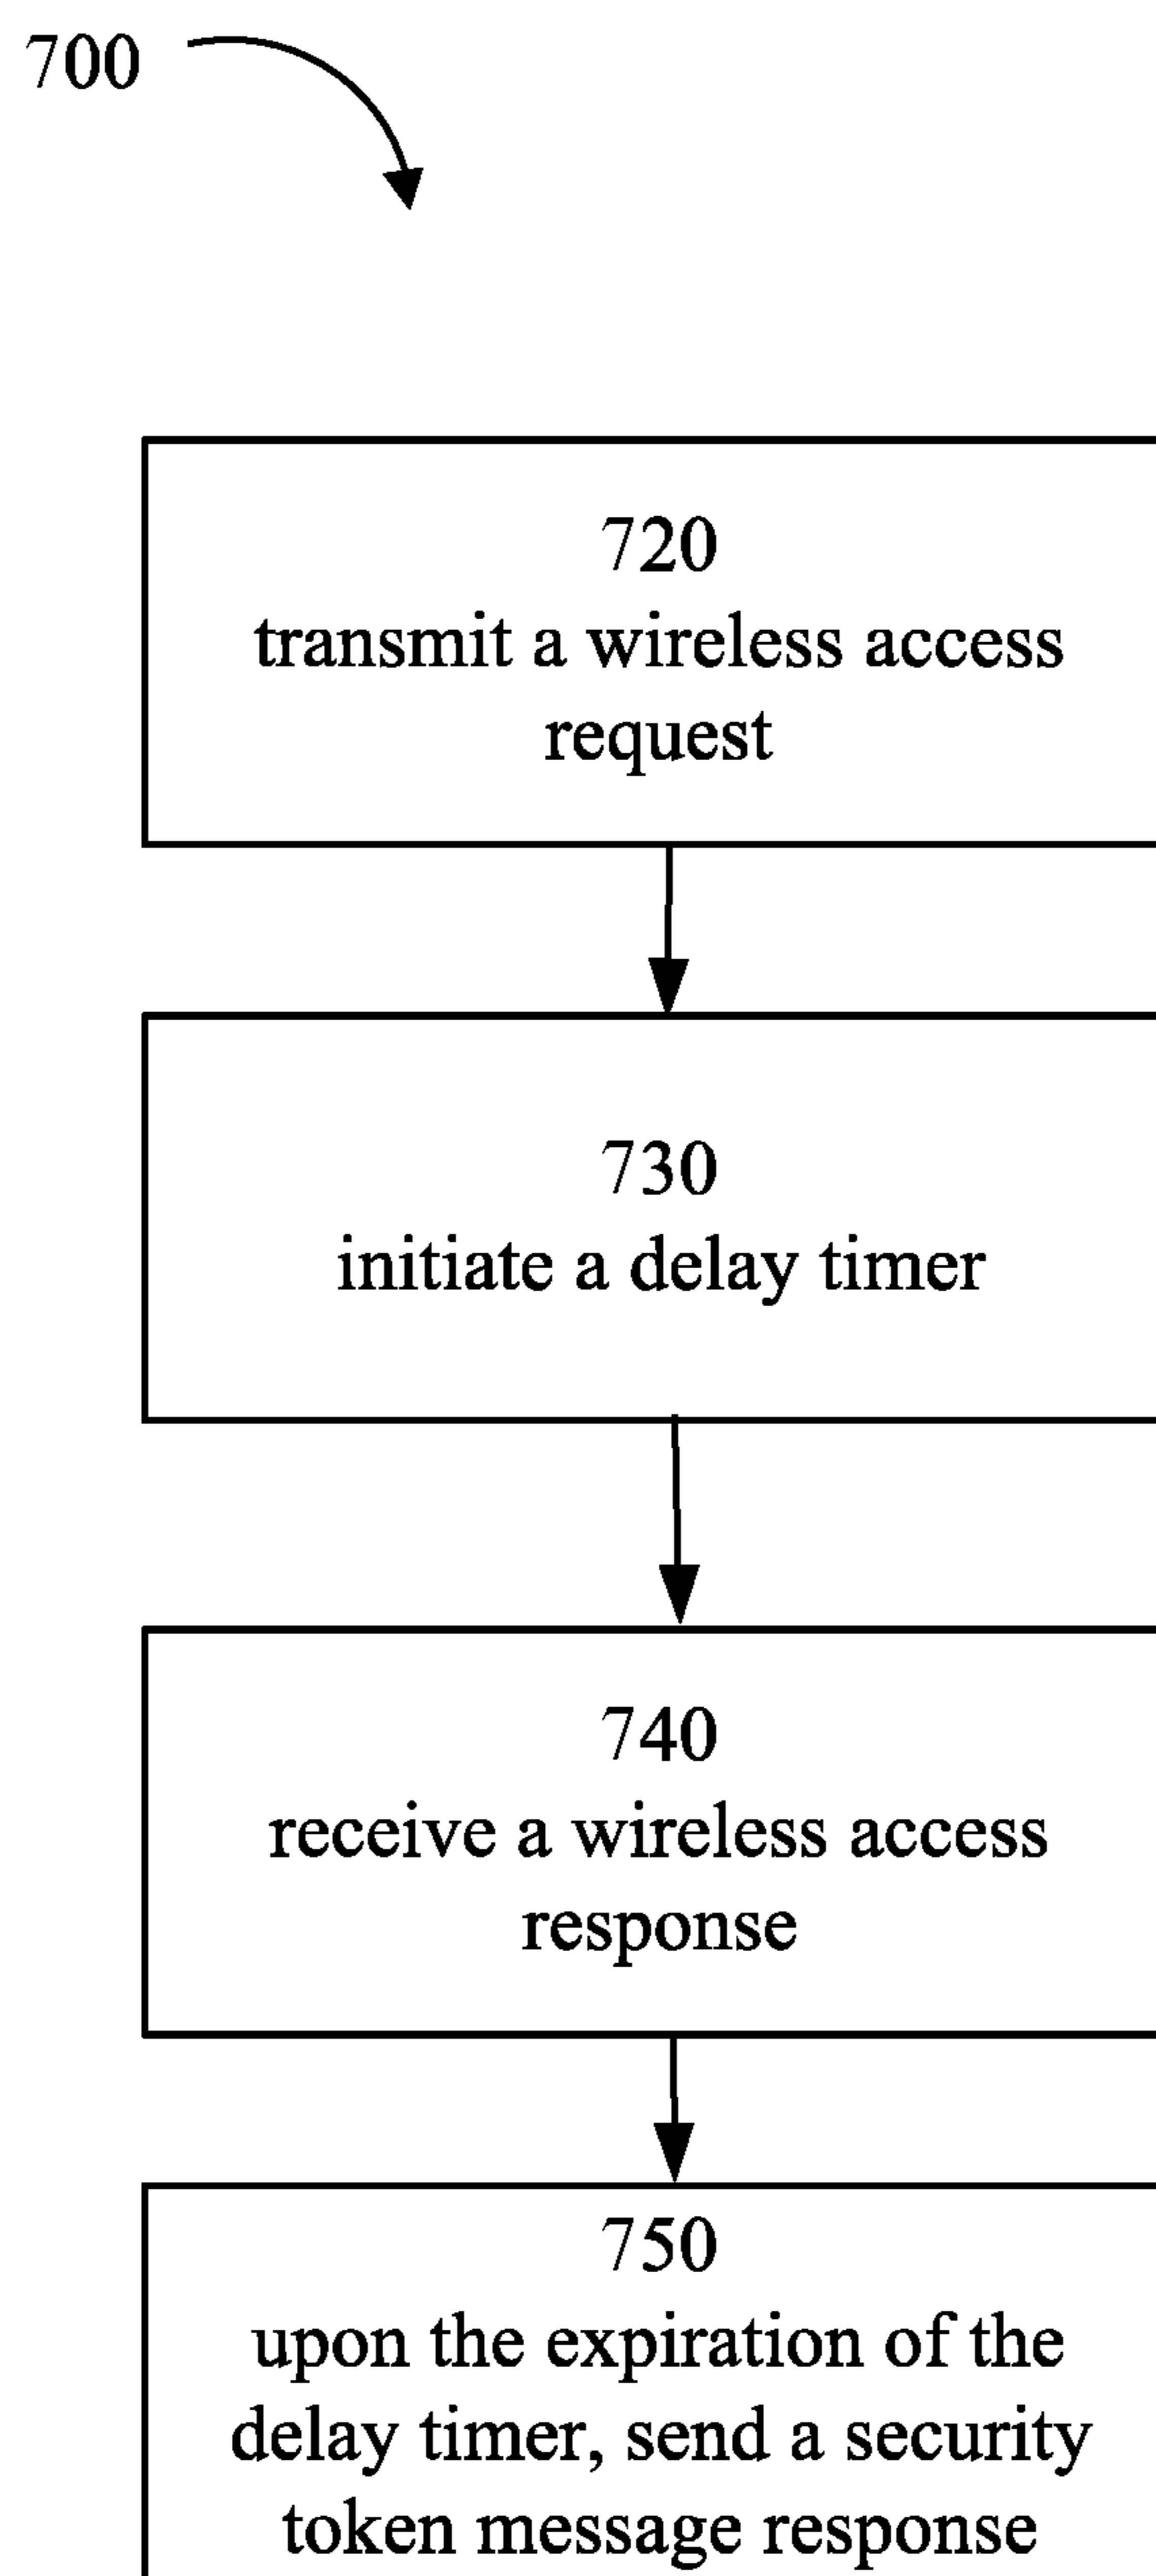 700
720
transmit a wireless access
request
730
initiate a delay timer
740
receive a wireless access
response
750
upon the expiration of the
delay timer, send a security
token message response